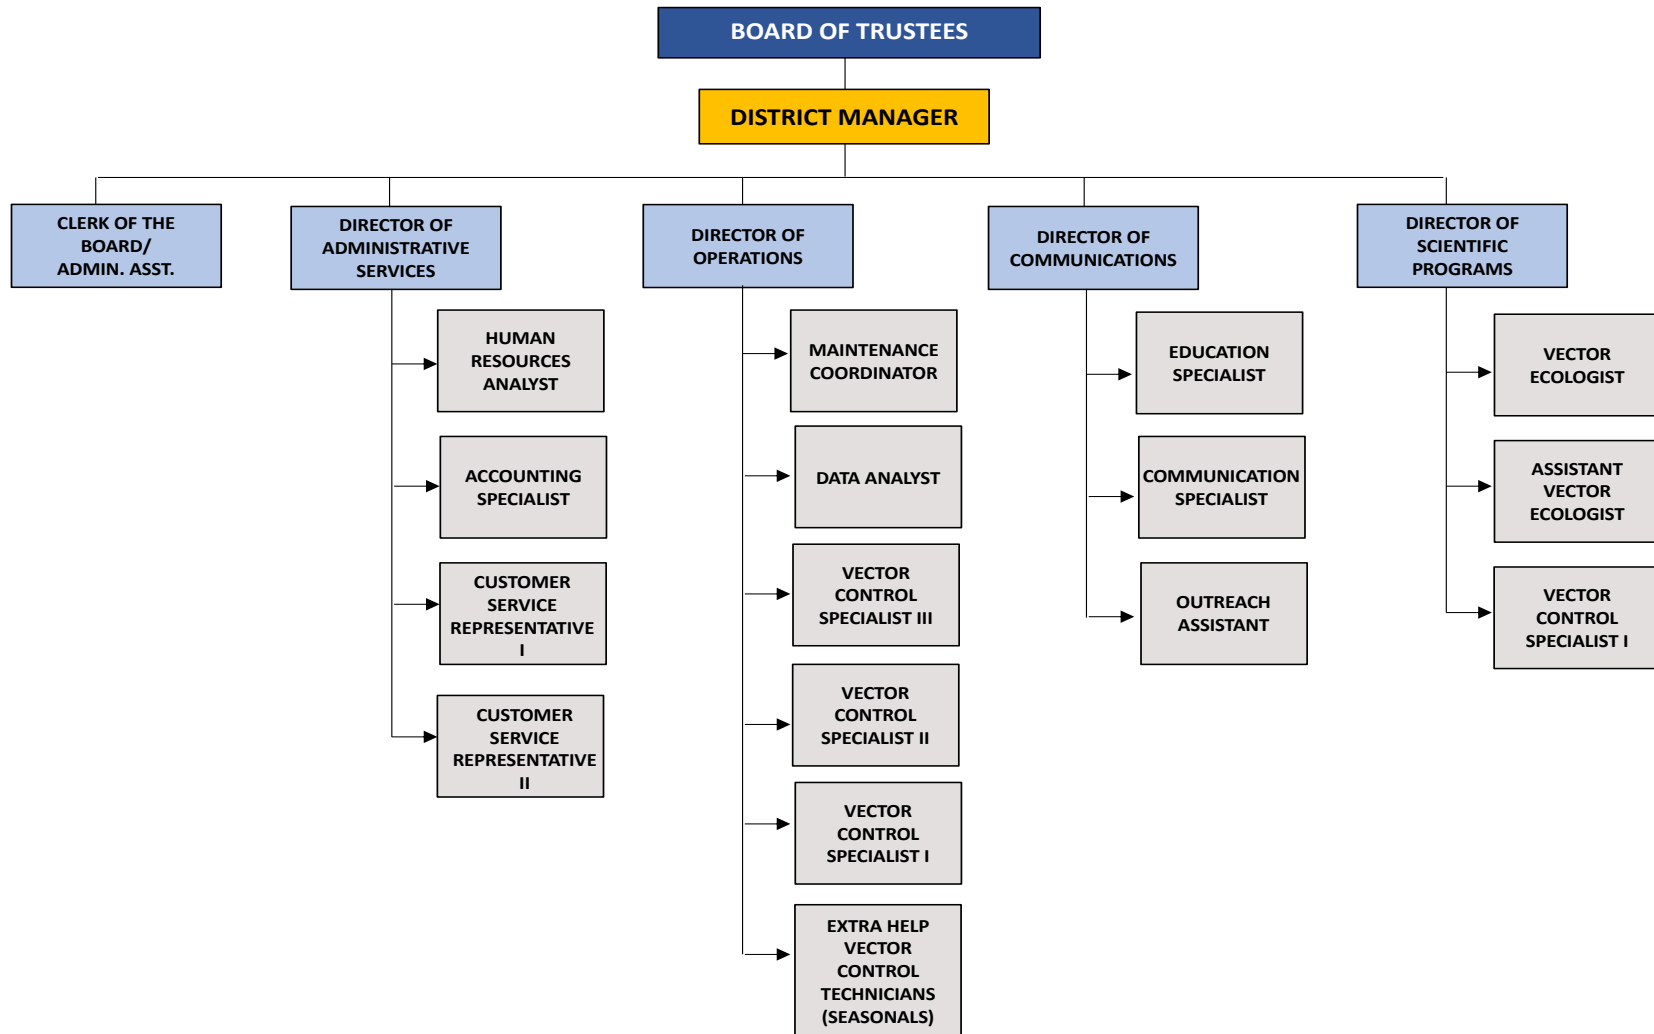 BOARD OF TRUSTEES
DISTRICT MANAGER
CLERK OF THE
BOARD/
ADMIN. ASST.
DIRECTOR OF
ADMINISTRATIVE
SERVICES
DIRECTOR OF
OPERATIONS
DIRECTOR OF
COMMUNICATIONS
DIRECTOR OF
SCIENTIFIC
PROGRAMS
HUMAN
RESOURCES
ANALYST
ACCOUNTING
SPECIALIST
CUSTOMER
SERVICE
REPRESENTATIVE
I
CUSTOMER
SERVICE
REPRESENTATIVE
II
MAINTENANCE
COORDINATOR
DATA ANALYST
VECTOR
CONTROL
SPECIALIST III
VECTOR
CONTROL
SPECIALIST II
VECTOR
CONTROL
SPECIALIST I
EXTRA HELP
VECTOR
CONTROL
TECHNICIANS
(SEASONALS)
EDUCATION
SPECIALIST
COMMUNICATION
SPECIALIST
OUTREACH
ASSISTANT
VECTOR
ECOLOGIST
ASSISTANT
VECTOR
ECOLOGIST
VECTOR
CONTROL
SPECIALIST I